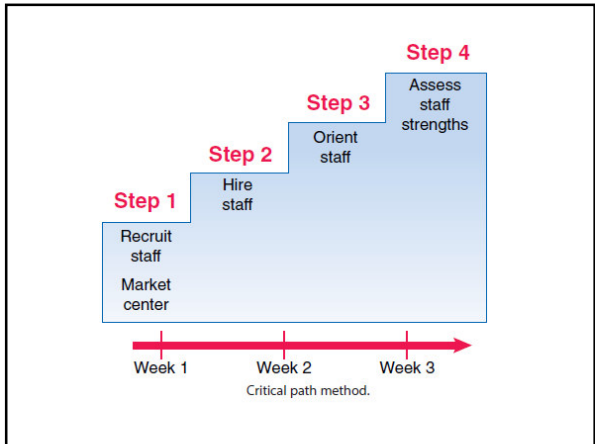 Step 4
Assess
staff
strengths
Step 3
Orient
staff
Step 2
Hire
staff
Step 1
Recruit
staff
Market
center
Week 1
Week 2
Week 3
Critical path method.